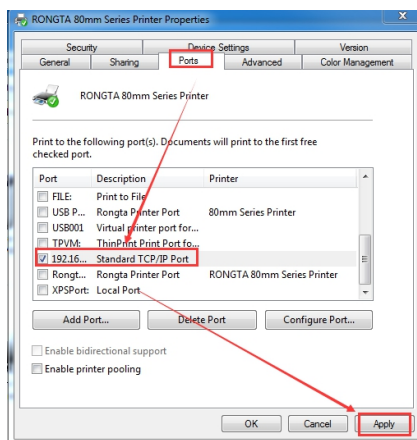 RONGTA 80mm Series Printer Properties
X
Security Device Settings Version
General Sharing Ports Advanced Color Management
RONGTA 80mm Series Printer
Print to the following port(s). Documents will print to the first free
checked port.
Port Description Printer
FILE: Print to File
USB P... Rongta Printer Port 80mm Series Printer
USB001 Virtual printer port for...
TPVM: ThinPrint Print Port fo...
192.16... Standard TCP/IP Port
Rongt... Rongta Printer Port RONGTA 80mm Series Printer
XPSPort: Local Port
Add Port... Delete Port Configure Port...
Enable bidirectional support
Enable printer pooling
OK Cancel Apply